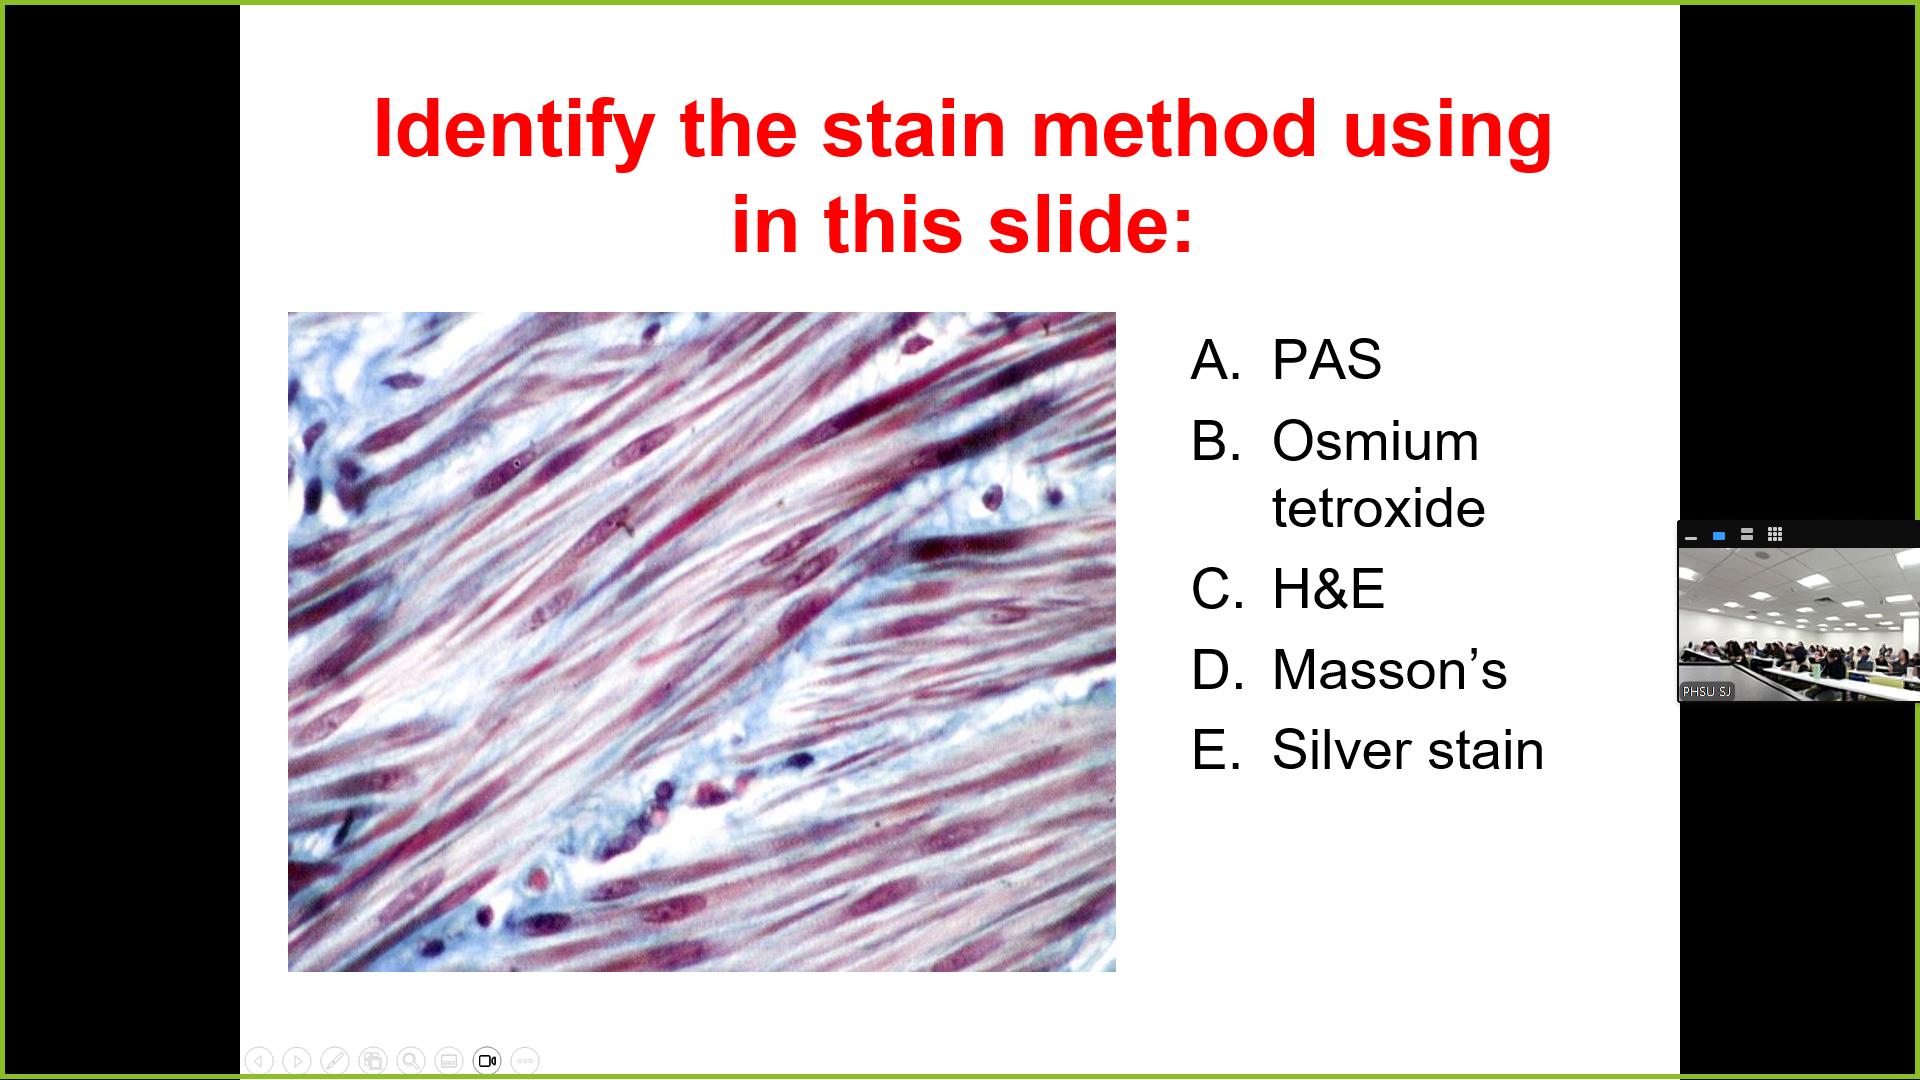 Identify the stain method using
in this slide:
A. PAS
B. Osmium
tetroxide
C. H&E
D. Masson’s
E. Silver stain
PHSU SJ